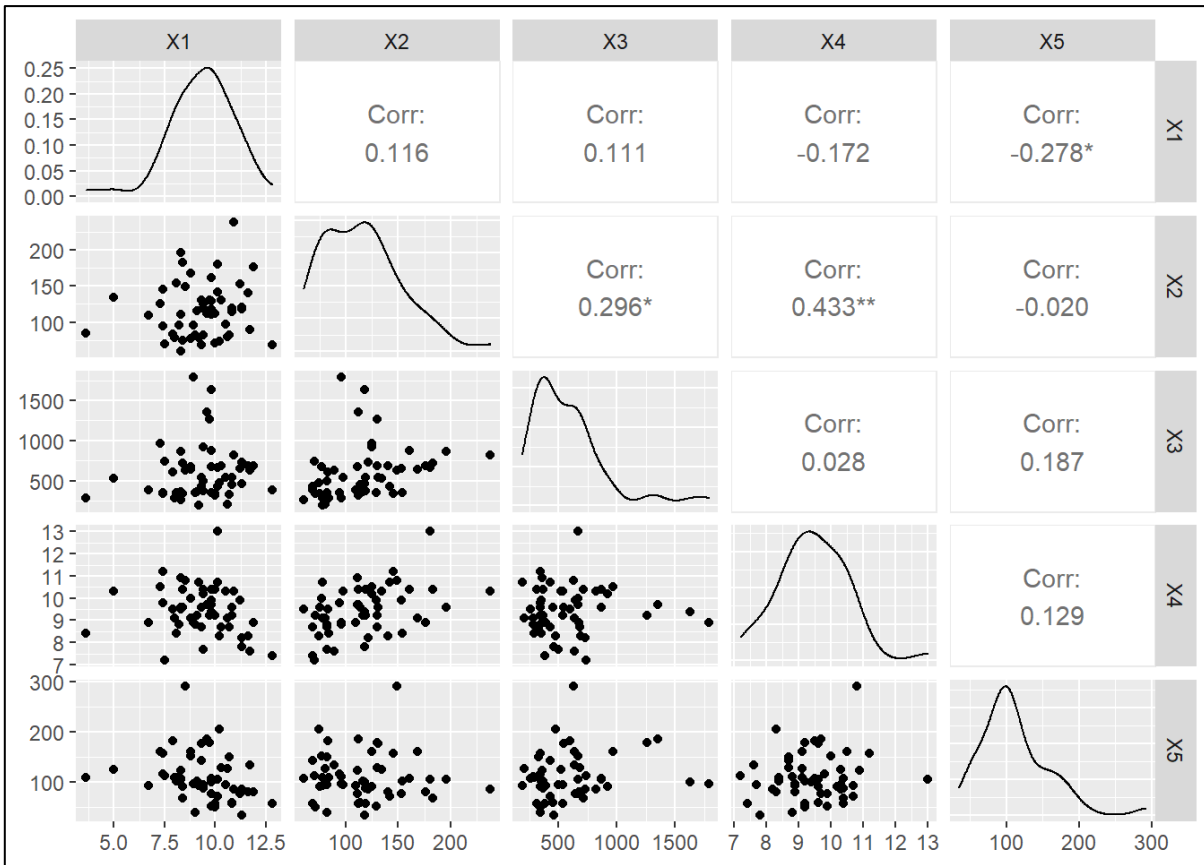 X1 X2 X3 X4 X5
0.25
0.20
0.15
0.10
0.05
0.00
Corr:
0.116
Corr:
0.111
Corr:
-0.172
Corr:
-0.278*
X1
200
150
100
Corr:
0.296*
Corr:
0.433**
Corr:
-0.020
X2
1500
1000
500
Corr:
0.028
Corr:
0.187
X3
13
12
11
10
9
8
7
Corr:
0.129
X4
300
200
100
X5
5.0 7.5 10.0 12.5 100 150 200 500 1000 1500 7 8 9 10 11 12 13 100 200 300